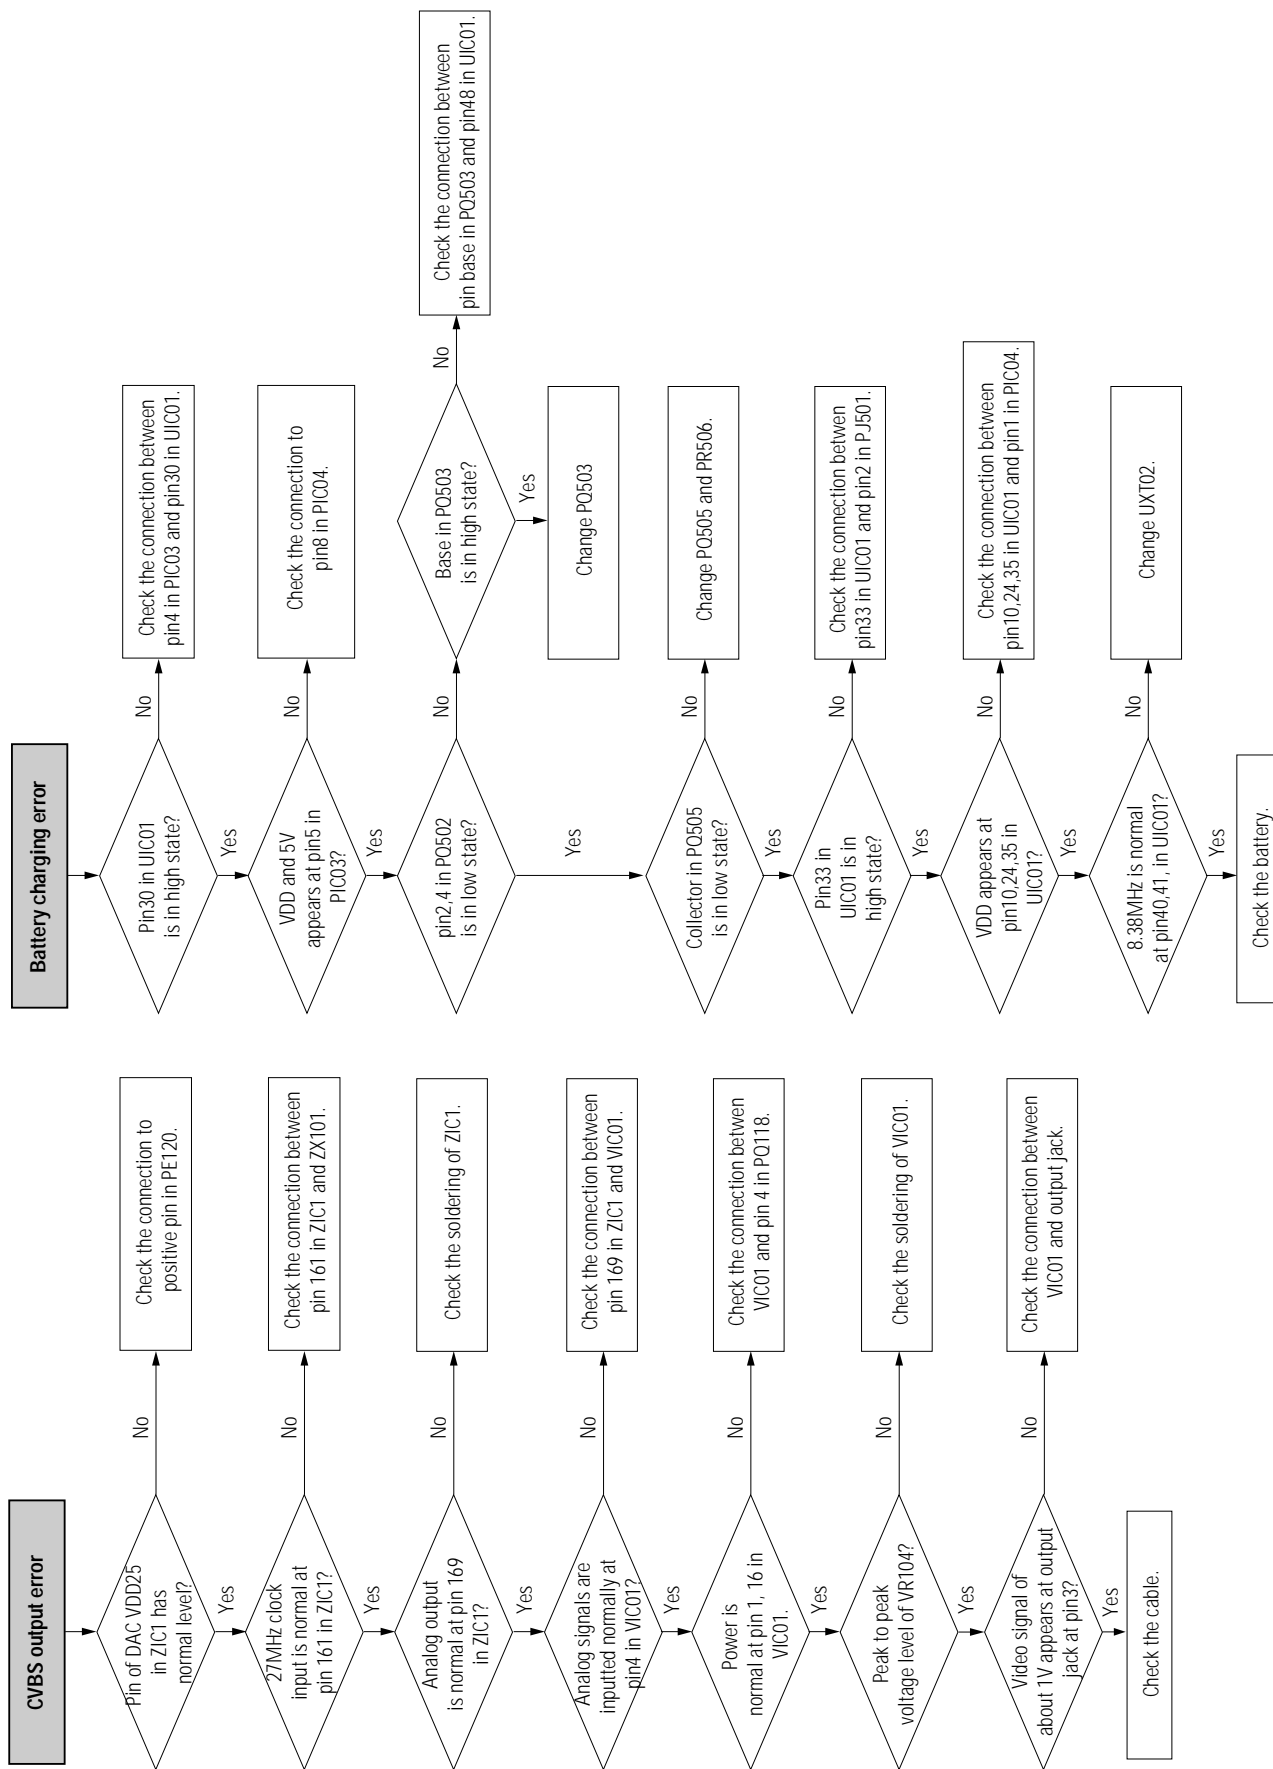 CVBS output error
Pin of DAC VDD25
in ZIC1 has
normal level?
No
Check the connection to
positive pin in PE120.
Yes
27MHz clock
input is normal at
pin 161 in ZIC1?
No
Check the connection between
pin 161 in ZIC1 and ZX101.
Yes
Analog output
is normal at pin 169
in ZIC1?
No
Check the soldering of ZIC1.
Yes
Analog signals are
inputted normally at
pin4 in VIC01?
No
Check the connection between
pin 169 in ZIC1 and VIC01.
Yes
Power is
normal at pin 1, 16 in
VIC01.
No
Check the connection between
VIC01 and pin 4 in PQ118.
Yes
Peak to peak
voltage level of VR104?
No
Check the soldering of VIC01.
Yes
Video signal of
about 1V appears at output
jack at pin3?
No
Check the connection between
VIC01 and output jack.
Yes
Check the cable.
Battery charging error
Pin30 in UIC01
is in high state?
No
Check the connection between
pin4 in PIC03 and pin30 in UIC01.
Yes
VDD and 5V
appears at pin5 in
PIC03?
No
Check the connection to
pin8 in PIC04.
Yes
pin2,4 in PQ502
is in low state?
No
Base in PQ503
is in high state?
No
Check the connection between
pin base in PQ503 and pin48 in UIC01.
Yes
Change PQ503
Yes
Collector in PQ505
is in low state?
No
Change PQ505 and PR506.
Yes
Pin33 in
UIC01 is in
high state?
No
Check the connection between
pin33 in UIC01 and pin2 in PJ501.
Yes
VDD appears at
pin10,24,35 in
UIC01?
No
Check the connection between
pin10,24,35 in UIC01 and pin1 in PIC04.
Yes
8.38MHz is normal
at pin40,41, in UIC01?
No
Change UXT02.
Yes
Check the battery.